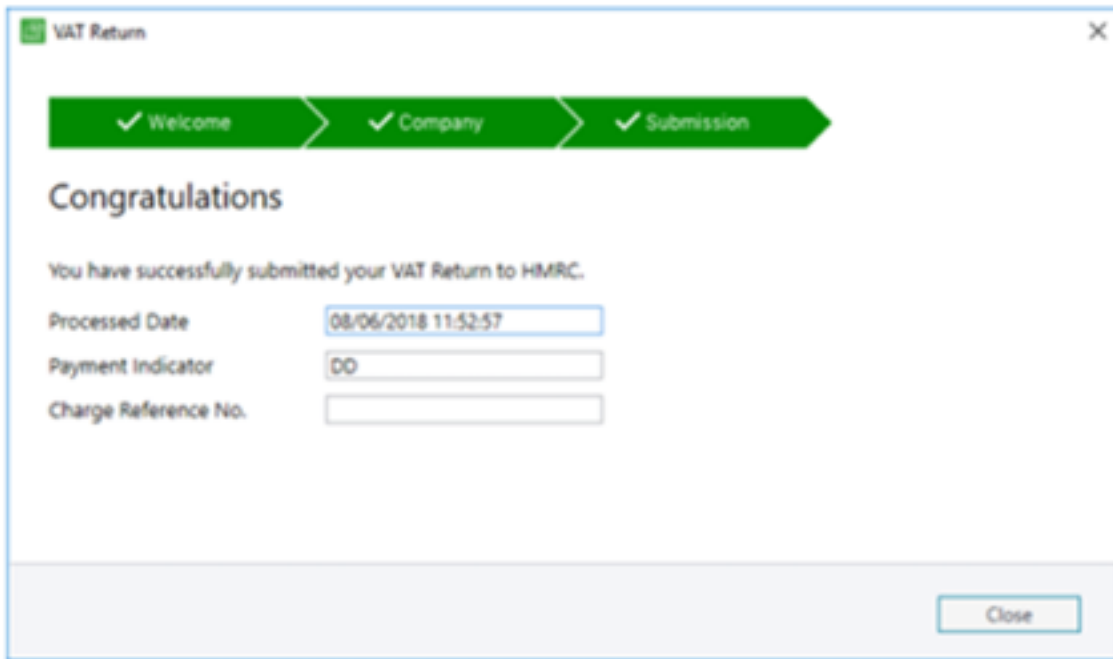 VAT Return
Welcome Company Submission
Congratulations
You have successfully submitted your VAT Return to HMRC.
Processed Date 08/06/2018 11:52:57
Payment Indicator DD
Charge Reference No.
Close